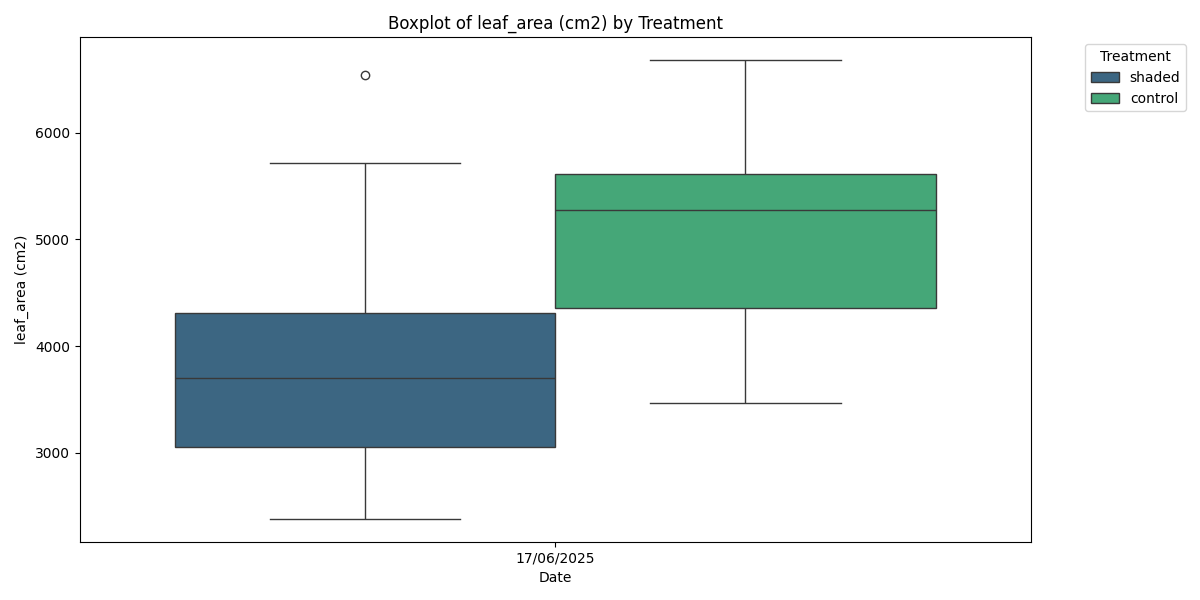 Boxplot of leaf_area (cm2) by Treatment
Treatment
shaded
control
leaf_area (cm2)
6000
5000
4000
3000
17/06/2025
Date